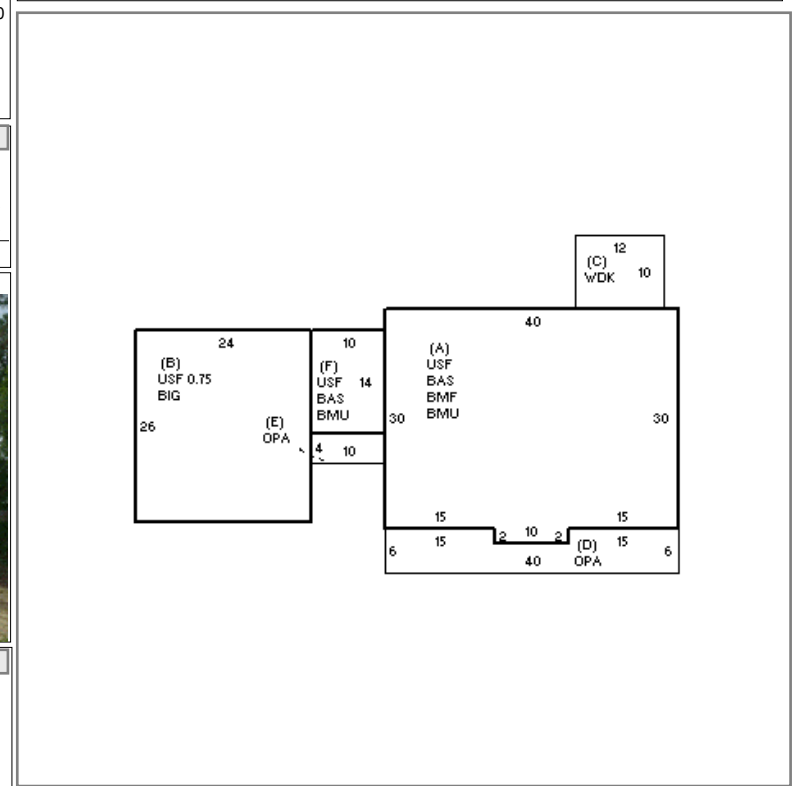 12
(C)
WDK 10
40
24
10
(B)
USF 0.75
BIG
(F)
USF 14
BAS
BMU
(A)
USF
BAS
BMF
BMU
26
(E)
OPA
30
30
4 10
15
15
2 10 2
6
15
(D)
OPA
15
6
40